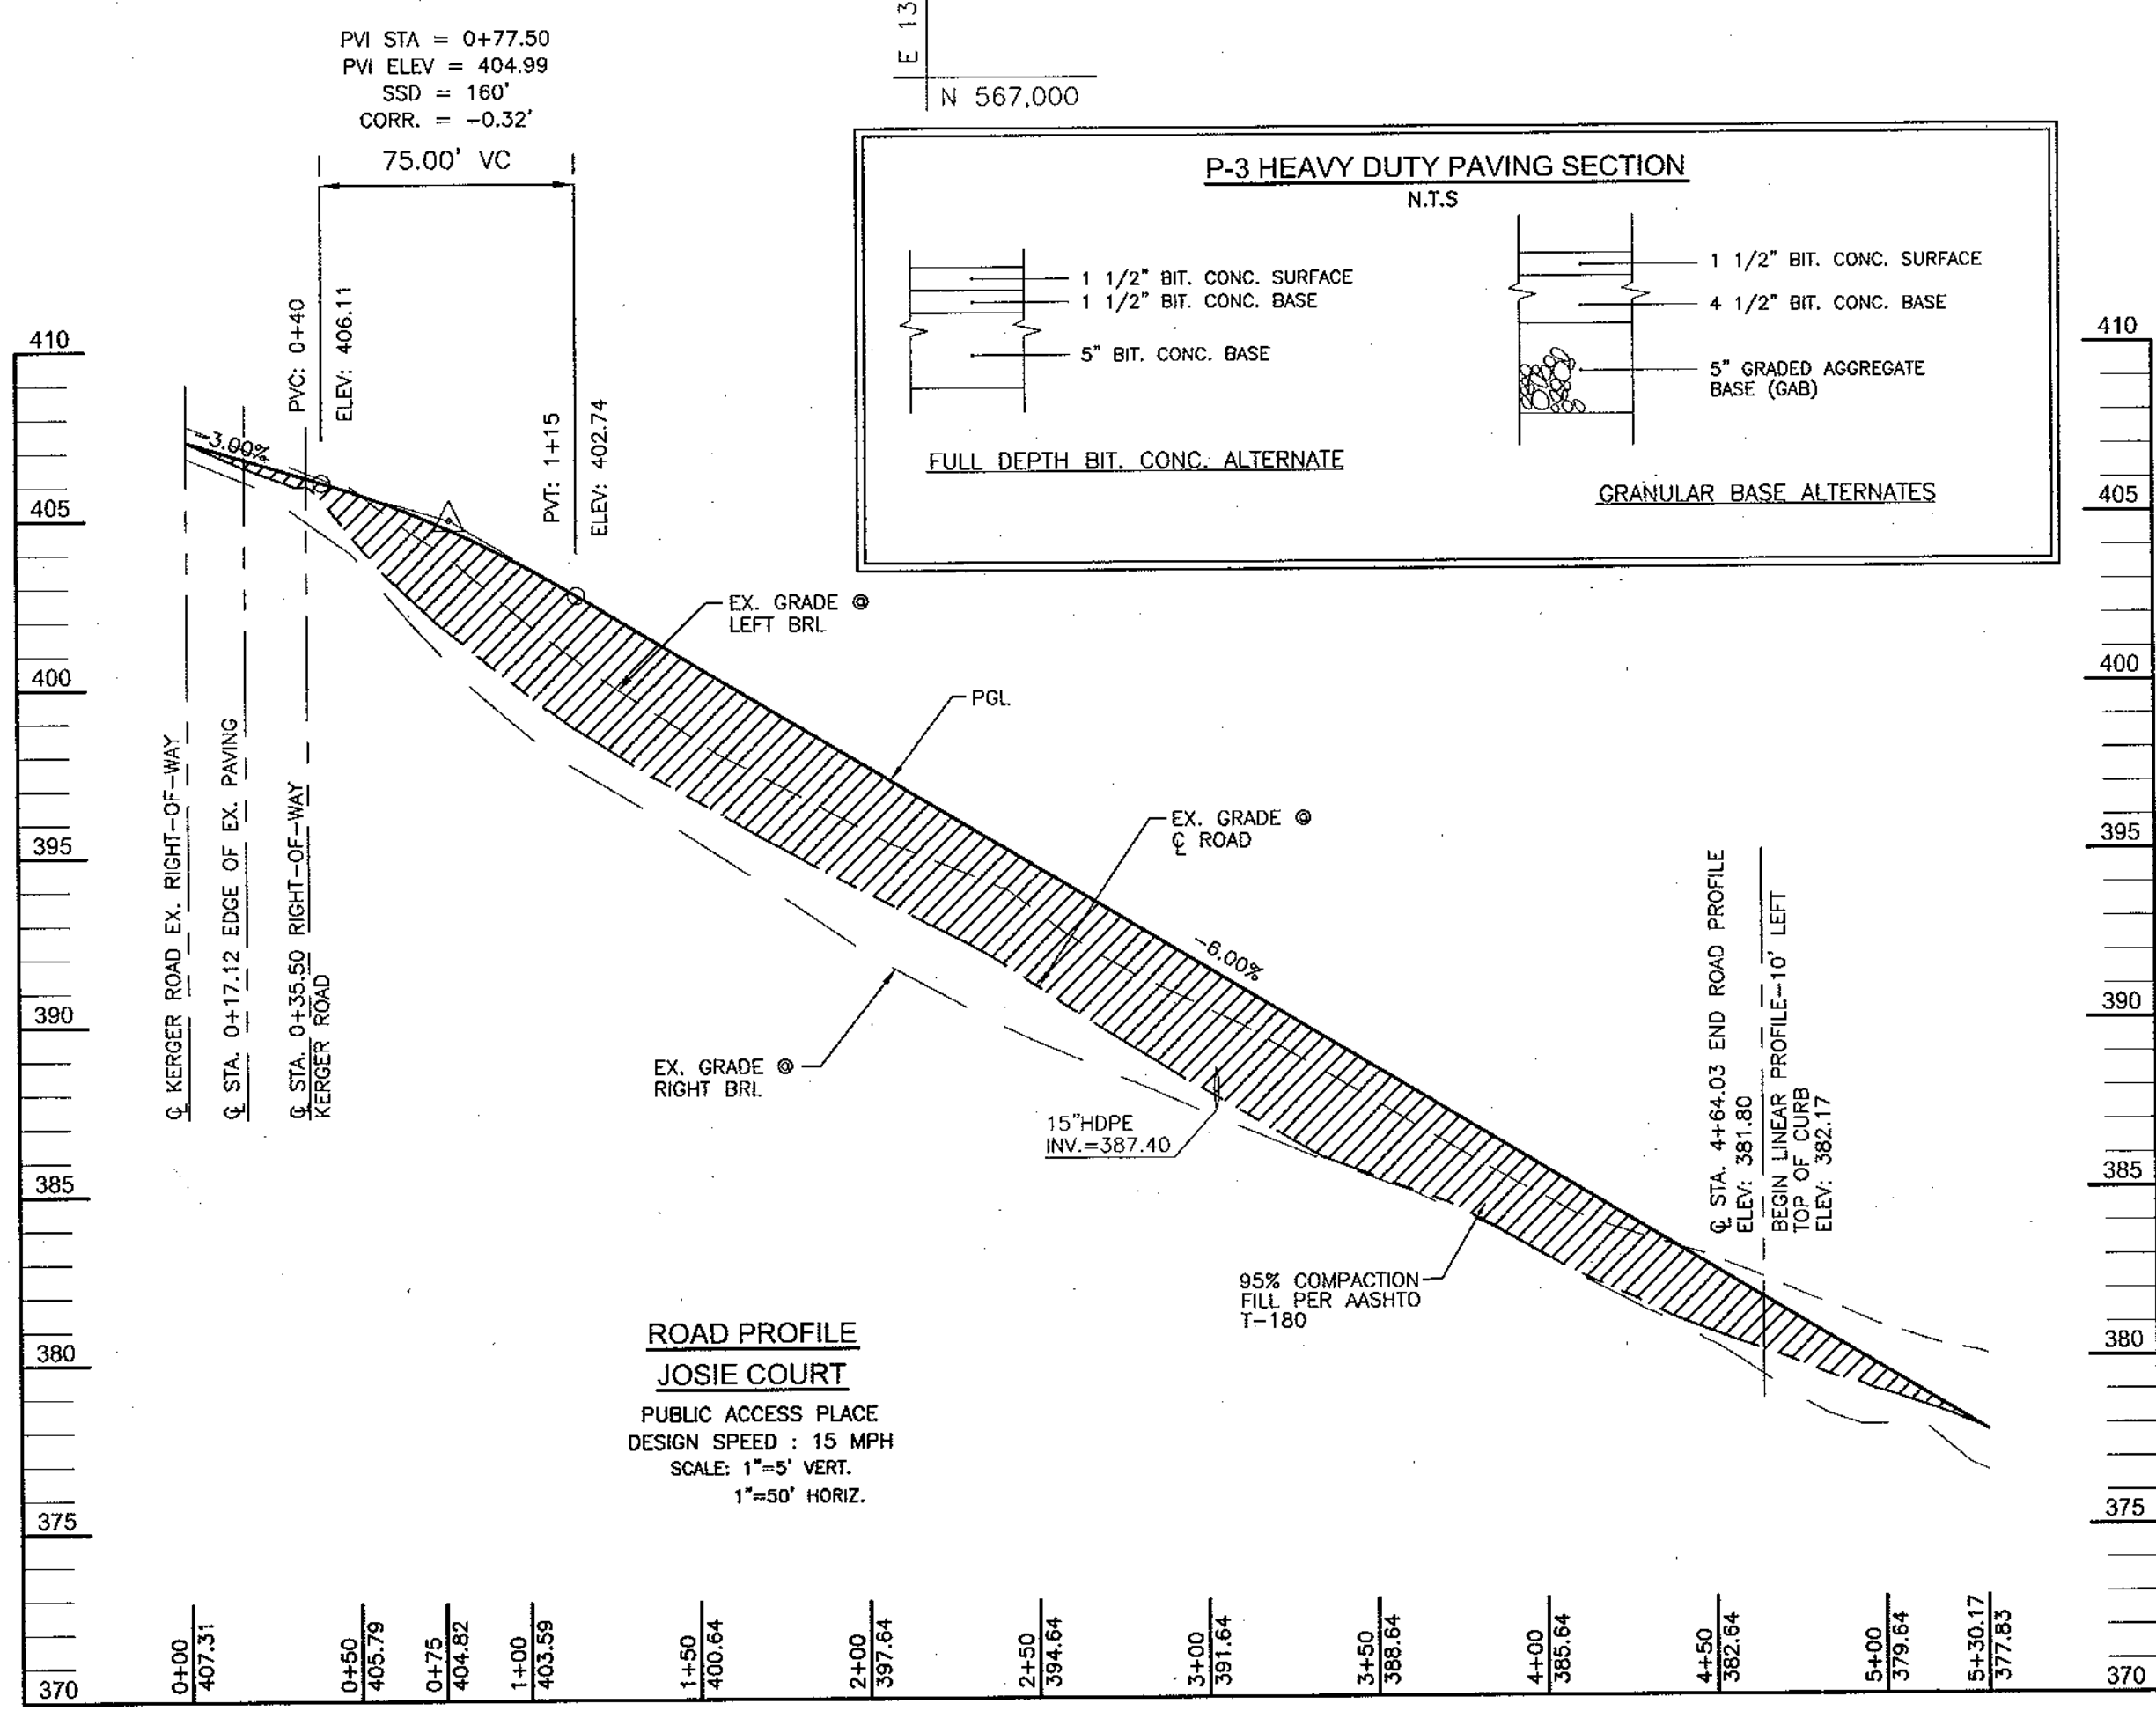 PVI STA = 0+77.50
PVI ELEV = 404.99
SSD = 160'
CORR. = -0.32'
75.00' VC
E 13
N 567,000
P-3 HEAVY DUTY PAVING SECTION
N.T.S
1 1/2" BIT. CONC. SURFACE
1 1/2" BIT. CONC. BASE
5" BIT. CONC. BASE
FULL DEPTH BIT. CONC. ALTERNATE
1 1/2" BIT. CONC. SURFACE
4 1/2" BIT. CONC. BASE
5" GRADED AGGREGATE
BASE (GAB)
GRANULAR BASE ALTERNATES
PVC: 0+40
ELEV: 406.11
PVT: 1+15
ELEV: 402.74
-3.00%
410
405
400
395
390
385
380
375
370
410
405
400
395
390
385
380
375
370
℄ KERGER ROAD EX. RIGHT-OF-WAY
℄ STA. 0+17.12 EDGE OF EX. PAVING
℄ STA. 0+35.50 RIGHT-OF-WAY
KERGER ROAD
EX. GRADE @
LEFT BRL
PGL
EX. GRADE @
℄ ROAD
-6.00%
EX. GRADE @
RIGHT BRL
15"HDPE
INV.=387.40
95% COMPACTION
FILL PER AASHTO
T-180
℄ STA. 4+64.03 END ROAD PROFILE
ELEV: 381.80
BEGIN LINEAR PROFILE-10' LEFT
TOP OF CURB
ELEV: 382.17
ROAD PROFILE
JOSIE COURT
PUBLIC ACCESS PLACE
DESIGN SPEED : 15 MPH
SCALE: 1"=5' VERT.
1"=50' HORIZ.
0+00
407.31
0+50
405.79
0+75
404.82
1+00
403.59
1+50
400.64
2+00
397.64
2+50
394.64
3+00
391.64
3+50
388.64
4+00
385.64
4+50
382.64
5+00
379.64
5+30.17
377.83